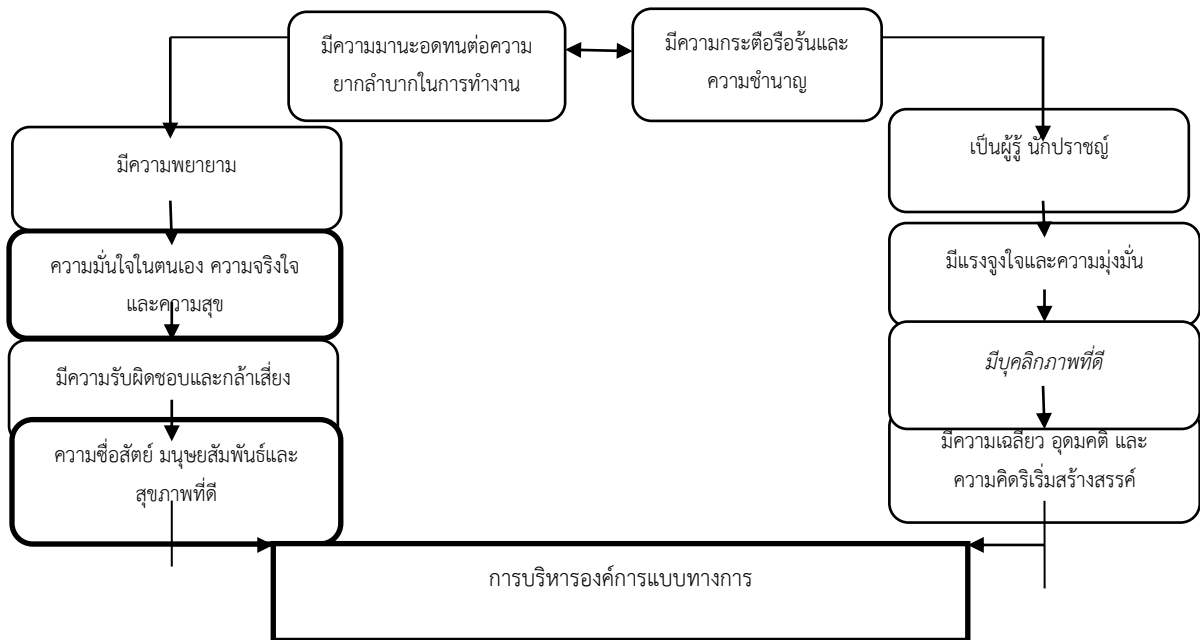 มีความมานะอดทนต่อความ
ยากลำบากในการทำงาน
มีความกระตือรือร้นและ
ความชำนาญ
มีความพยายาม
ความมั่นใจในตนเอง ความจริงใจ
และความสุข
มีความรับผิดชอบและกล้าเสี่ยง
ความซื่อสัตย์ มนุษยสัมพันธ์และ
สุขภาพที่ดี
เป็นผู้รู้ นักปราชญ์
มีแรงจูงใจและความมุ่งมั่น
มีบุคลิกภาพที่ดี
มีความเฉลียว อุดมคติ และ
ความคิดริเริ่มสร้างสรรค์
การบริหารองค์การแบบทางการ